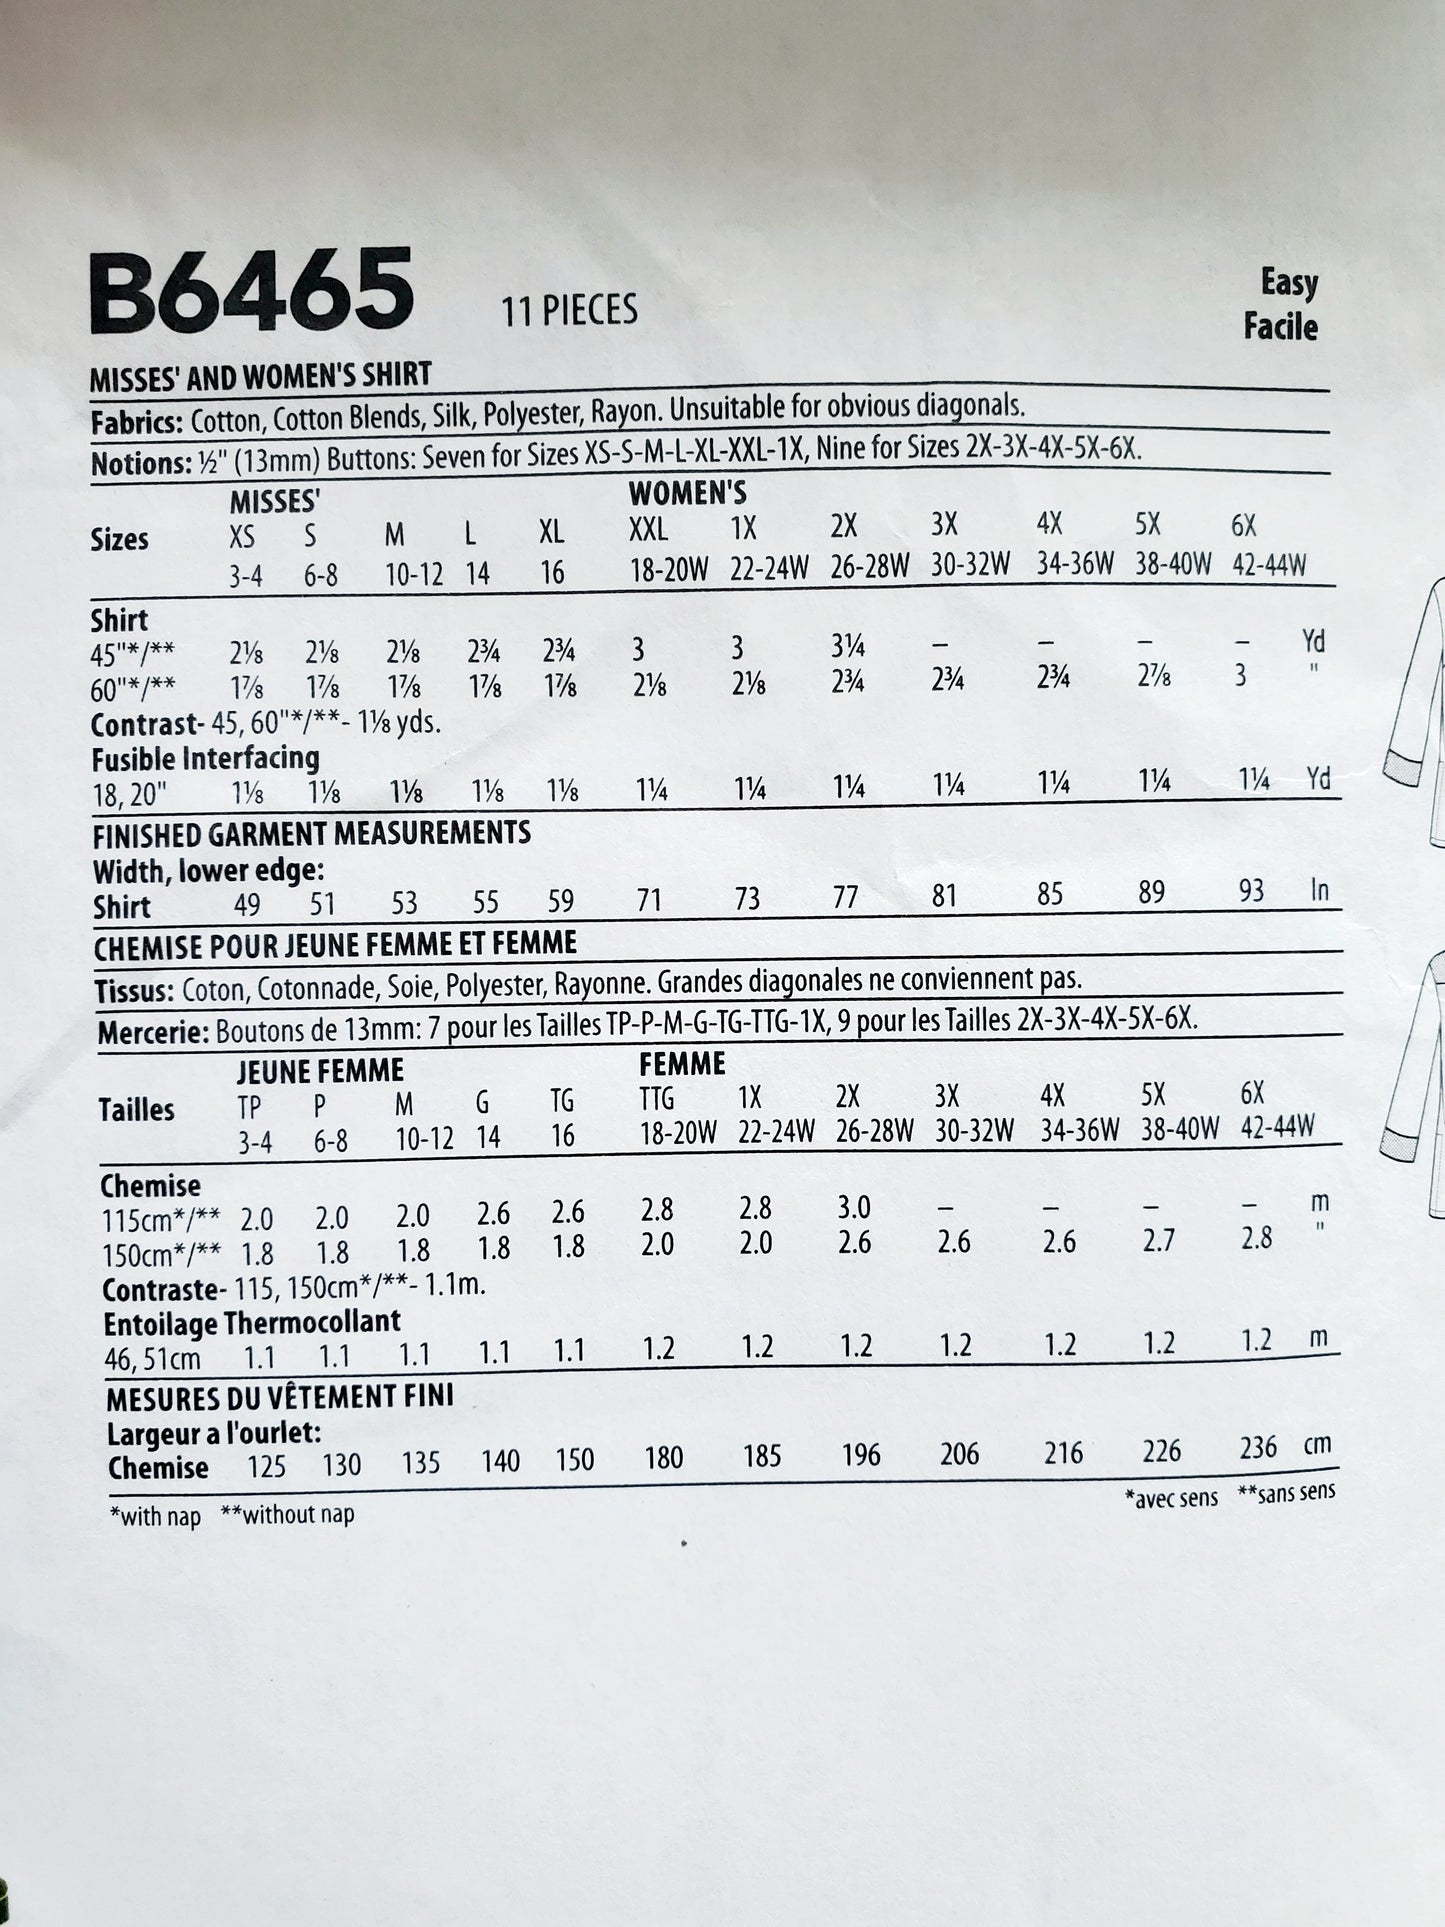 B6465 11 PIECES Easy
Facile
MISSES' AND WOMEN'S SHIRT
Fabrics: Cotton, Cotton Blends, Silk, Polyester, Rayon. Unsuitable for obvious diagonals.
Notions: ½" (13mm) Buttons: Seven for Sizes XS-S-M-L-XL-XXL-1X, Nine for Sizes 2X-3X-4X-5X-6X.
MISSES' WOMEN'S
Sizes XS S M L XL XXL 1X 2X 3X 4X 5X 6X
3-4 6-8 10-12 14 16 18-20W 22-24W 26-28W 30-32W 34-36W 38-40W 42-44W
Shirt
45"*/** 2⅛ 2⅛ 2⅛ 2¾ 2¾ 3 3 3¼ – – – – Yd
60"*/** 1⅞ 1⅞ 1⅞ 1⅞ 1⅞ 2⅛ 2⅛ 2¾ 2¾ 2¾ 2⅞ 3 "
Contrast- 45, 60"*/**- 1⅛ yds.
Fusible Interfacing
18, 20" 1⅛ 1⅛ 1⅛ 1⅛ 1⅛ 1¼ 1¼ 1¼ 1¼ 1¼ 1¼ 1¼ Yd
FINISHED GARMENT MEASUREMENTS
Width, lower edge:
Shirt 49 51 53 55 59 71 73 77 81 85 89 93 In
CHEMISE POUR JEUNE FEMME ET FEMME
Tissus: Coton, Cotonnade, Soie, Polyester, Rayonne. Grandes diagonales ne conviennent pas.
Mercerie: Boutons de 13mm: 7 pour les Tailles TP-P-M-G-TG-TTG-1X, 9 pour les Tailles 2X-3X-4X-5X-6X.
JEUNE FEMME FEMME
Tailles TP P M G TG TTG 1X 2X 3X 4X 5X 6X
3-4 6-8 10-12 14 16 18-20W 22-24W 26-28W 30-32W 34-36W 38-40W 42-44W
Chemise
115cm*/** 2.0 2.0 2.0 2.6 2.6 2.8 2.8 3.0 – – – – m
150cm*/** 1.8 1.8 1.8 1.8 1.8 2.0 2.0 2.6 2.6 2.6 2.7 2.8 "
Contraste- 115, 150cm*/**- 1.1m.
Entoilage Thermocollant
46, 51cm 1.1 1.1 1.1 1.1 1.1 1.2 1.2 1.2 1.2 1.2 1.2 1.2 m
MESURES DU VÊTEMENT FINI
Largeur a l'ourlet:
Chemise 125 130 135 140 150 180 185 196 206 216 226 236 cm
*with nap **without nap *avec sens **sans sens